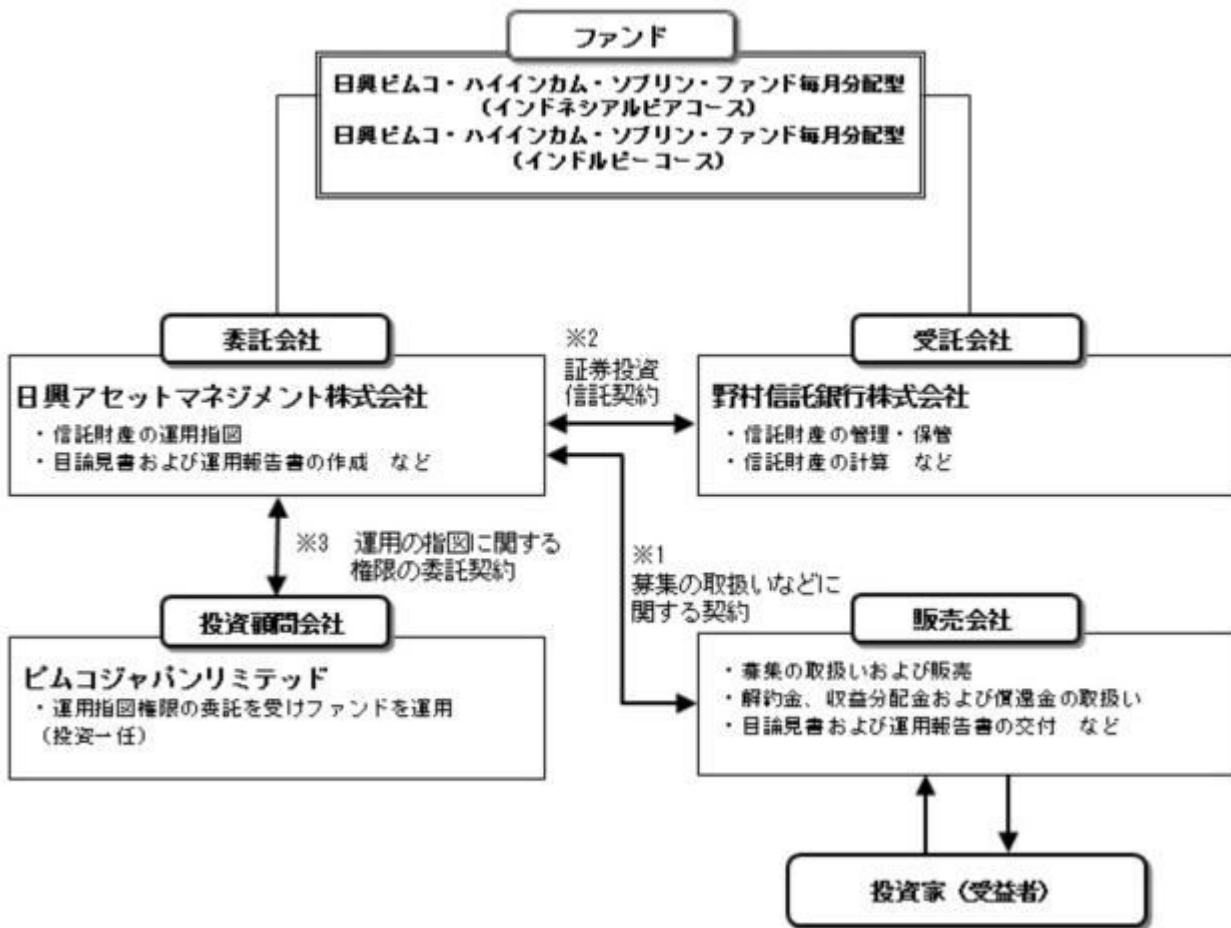 ファンド
日興ピムコ・ハイインカム・ソブリン・ファンド毎月分配型
(インドネシアルピアコース)
日興ピムコ・ハイインカム・ソブリン・ファンド毎月分配型
(インドルピーコース)
委託会社
日興アセットマネジメント株式会社
・信託財産の運用指図
・目論見書および運用報告書の作成 など
※2
証券投資
信託契約
受託会社
野村信託銀行株式会社
・信託財産の管理・保管
・信託財産の計算 など
※3 運用の指図に関する
権限の委託契約
※1
募集の取扱いなどに
関する契約
投資顧問会社
ピムコジャパンリミテッド
・運用指図権限の委託を受けファンドを運用
(投資一任)
販売会社
・募集の取扱いおよび販売
・解約金、収益分配金および償還金の取扱い
・目論見書および運用報告書の交付 など
投資家(受益者)